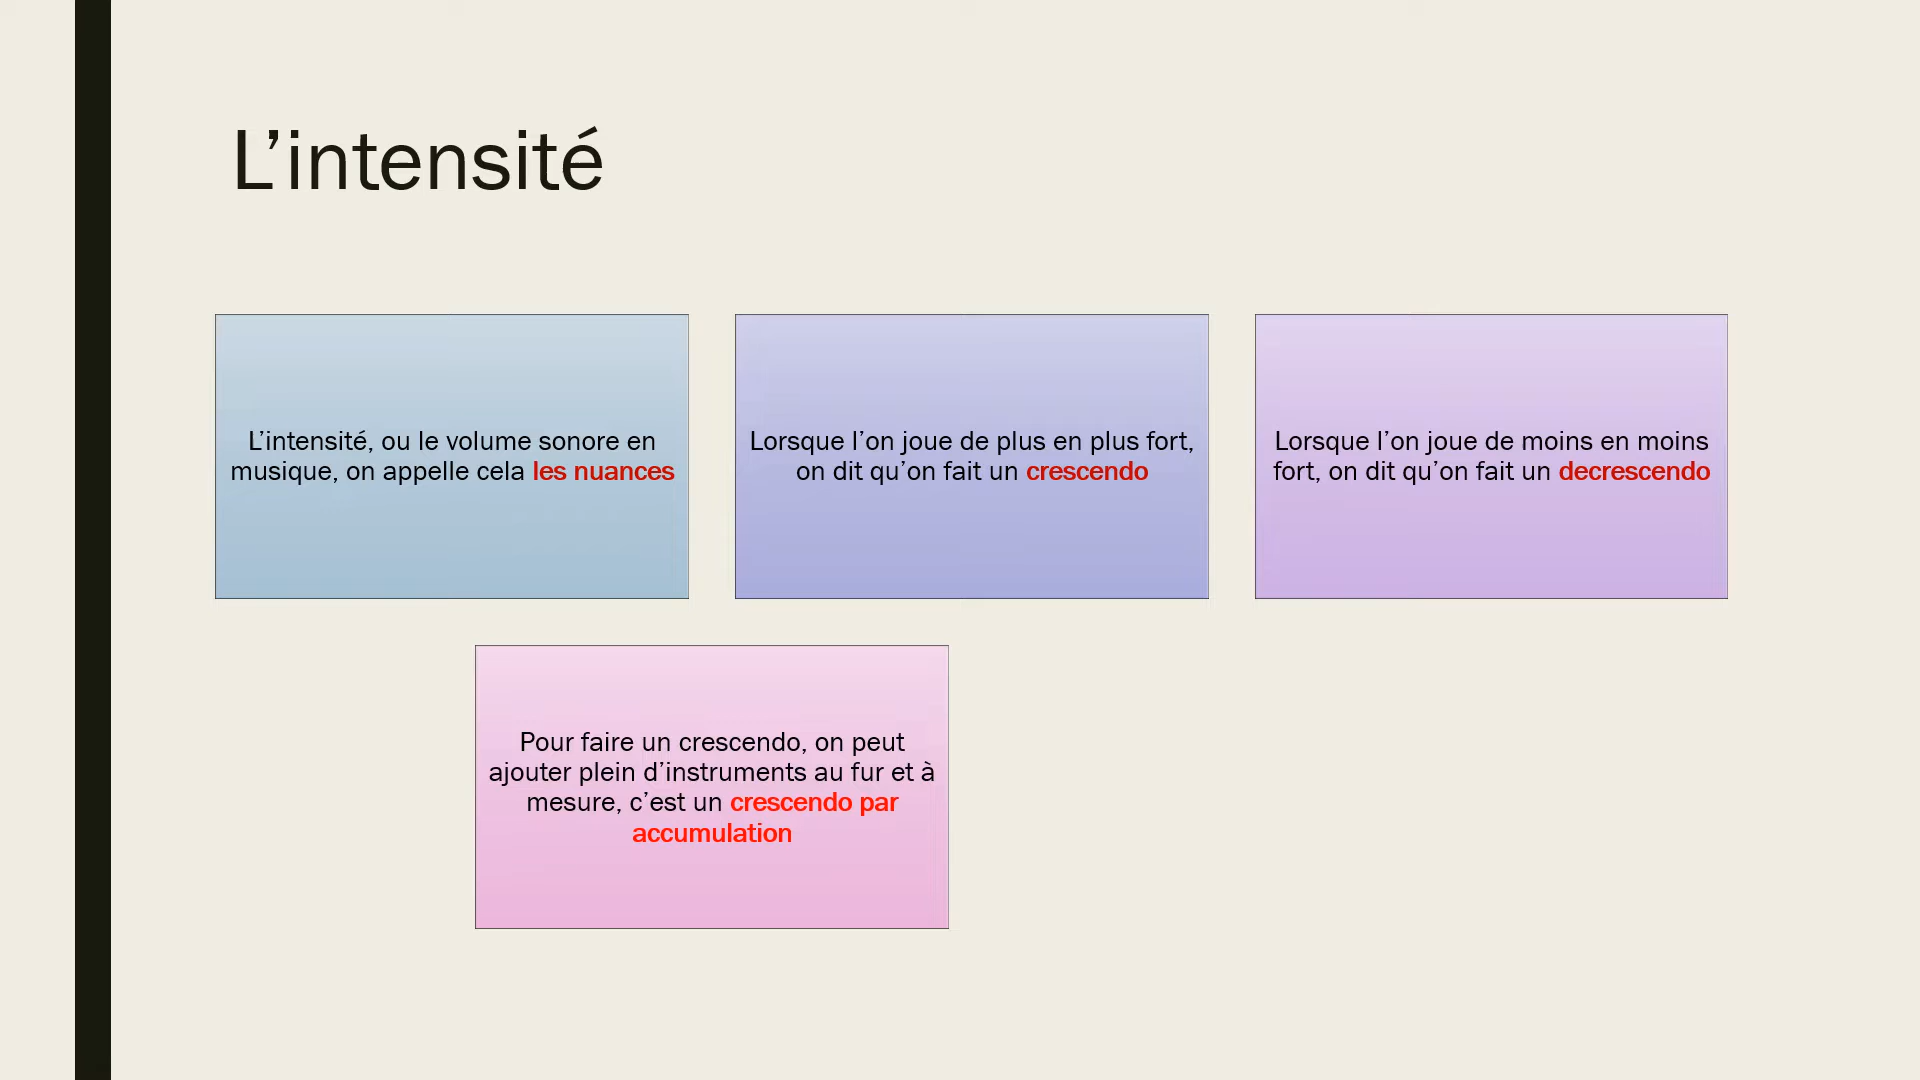 L’intensité
L’intensité, ou le volume sonore en
musique, on appelle cela les nuances
Lorsque l’on joue de plus en plus fort,
on dit qu’on fait un crescendo
Lorsque l’on joue de moins en moins
fort, on dit qu’on fait un decrescendo
Pour faire un crescendo, on peut
ajouter plein d’instruments au fur et à
mesure, c’est un crescendo par
accumulation